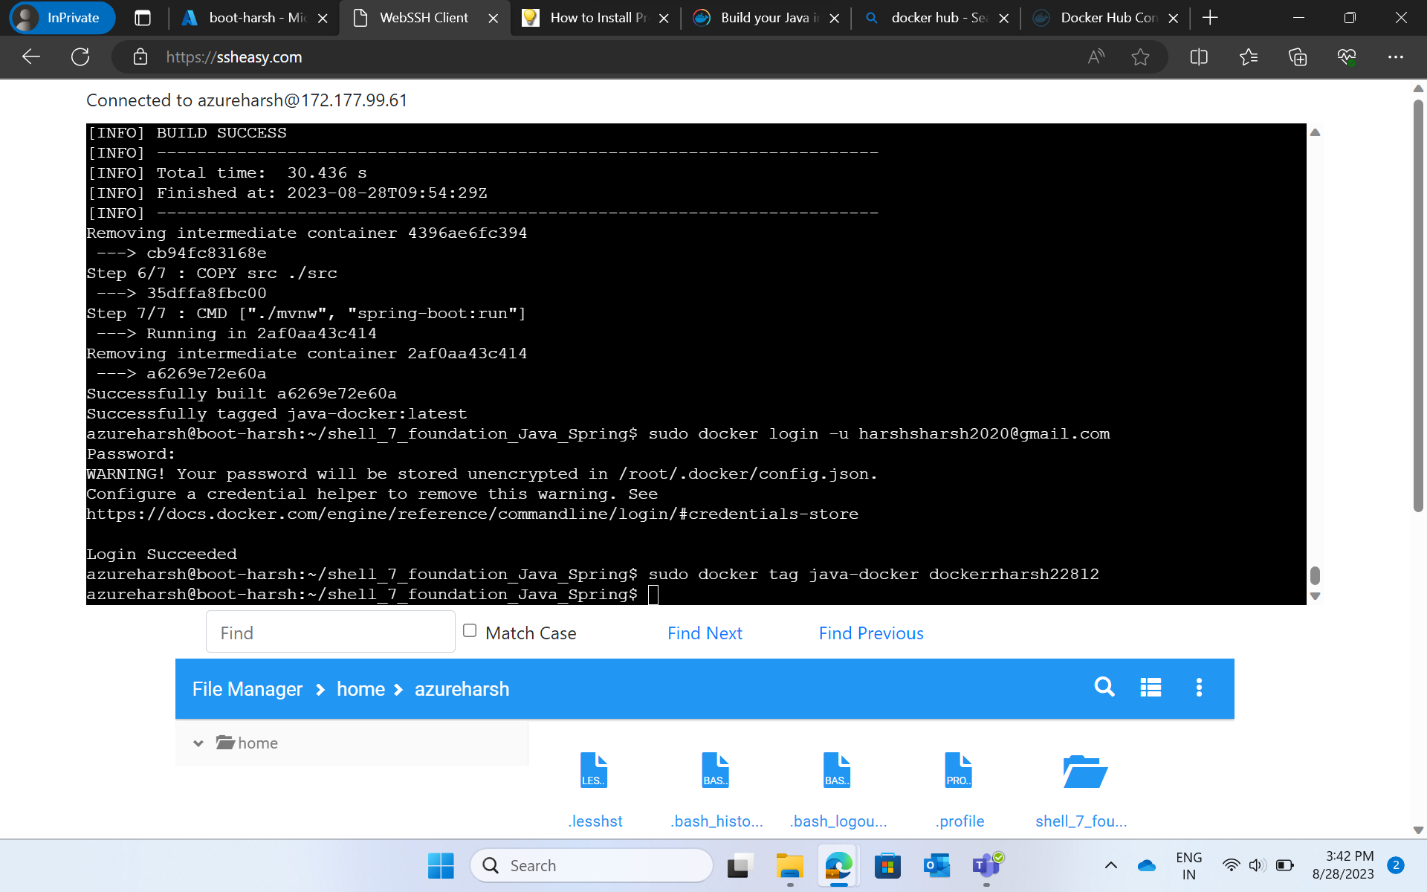 InPrivate
boot-harsh - Mi
WebSSH Client
How to Install Pr
Build your Java i
docker hub - Se
Docker Hub Con
https://ssheasy.com
Connected to azureharsh@172.177.99.61
[INFO] BUILD SUCCESS
[INFO] ------------------------------------------------------------------------
[INFO] Total time:  30.436 s
[INFO] Finished at: 2023-08-28T09:54:29Z
[INFO] ------------------------------------------------------------------------
Removing intermediate container 4396ae6fc394
 ---> cb94fc83168e
Step 6/7 : COPY src ./src
 ---> 35dffa8fbc00
Step 7/7 : CMD ["./mvnw", "spring-boot:run"]
 ---> Running in 2af0aa43c414
Removing intermediate container 2af0aa43c414
 ---> a6269e72e60a
Successfully built a6269e72e60a
Successfully tagged java-docker:latest
azureharsh@boot-harsh:~/shell_7_foundation_Java_Spring$ sudo docker login -u harshsharsh2020@gmail.com
Password:
WARNING! Your password will be stored unencrypted in /root/.docker/config.json.
Configure a credential helper to remove this warning. See
https://docs.docker.com/engine/reference/commandline/login/#credentials-store
Login Succeeded
azureharsh@boot-harsh:~/shell_7_foundation_Java_Spring$ sudo docker tag java-docker dockerrharsh22812
azureharsh@boot-harsh:~/shell_7_foundation_Java_Spring$
Find
Match Case
Find Next
Find Previous
File Manager > home > azureharsh
home
LES..
BAS..
BAS..
PRO..
.lesshst
.bash_histo...
.bash_logou...
.profile
shell_7_fou...
Search
ENG
IN
3:42 PM
8/28/2023
2